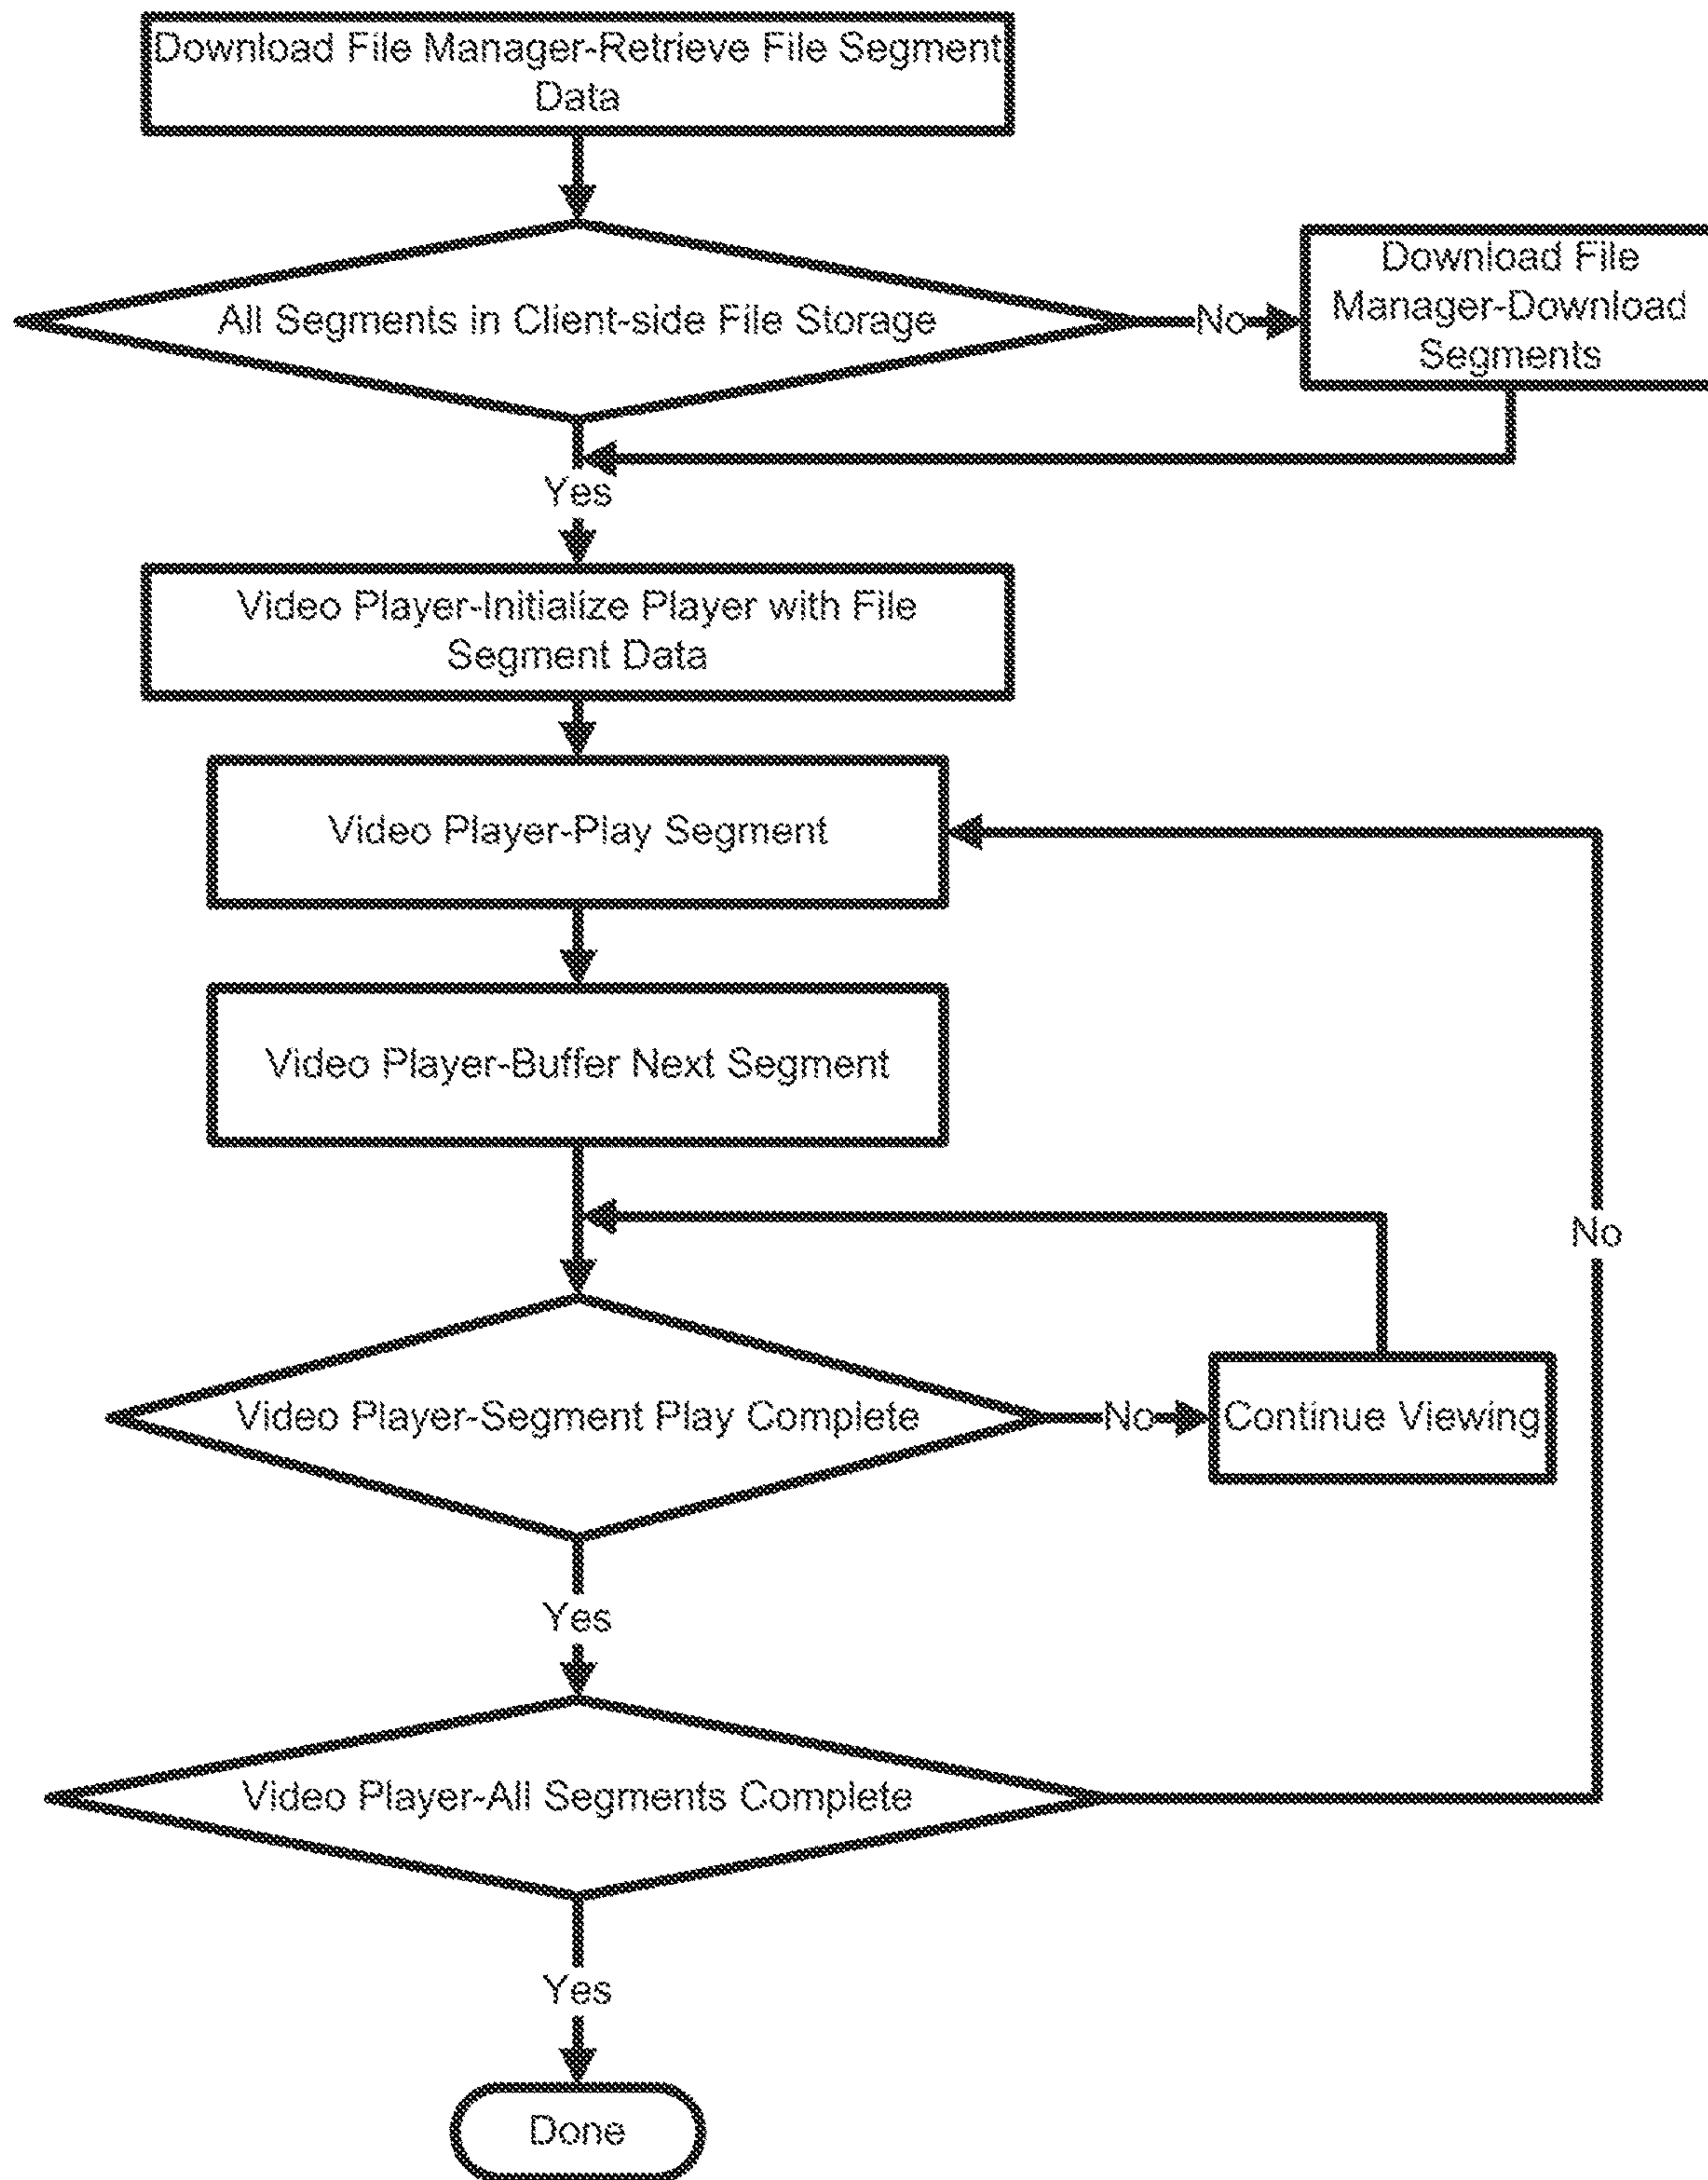 Download File Manager-Retrieve File Segment
Data
All Segments in Client-side File Storage
No
Download File
Manager-Download
Segments
Yes
Video Player-Initialize Player with File
Segment Data
Video Player-Play Segment
Video Player-Buffer Next Segment
No
Video Player-Segment Play Complete
No
Continue Viewing
Yes
Video Player-All Segments Complete
Yes
Done